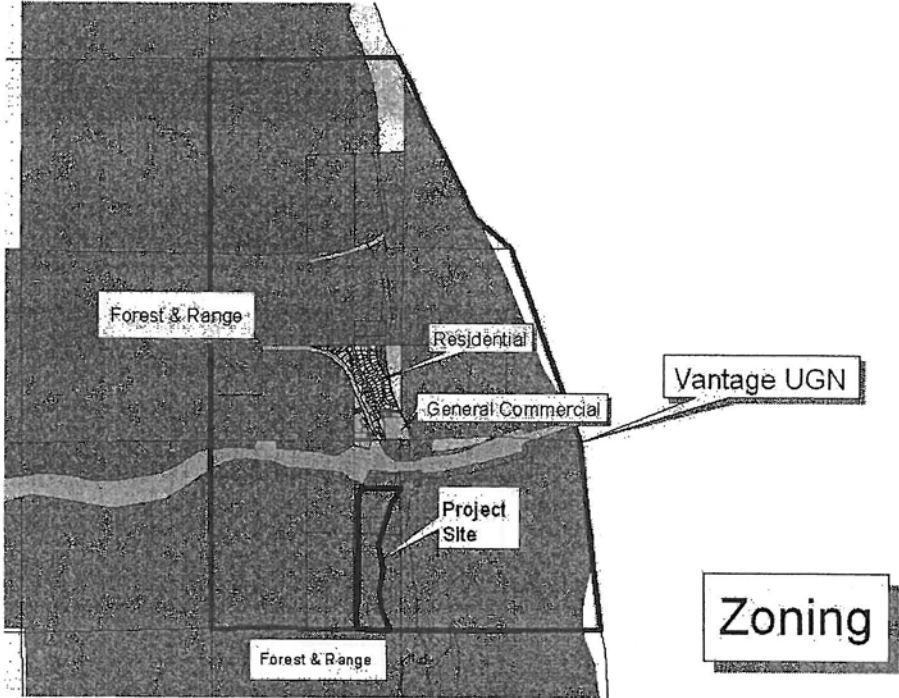 Forest & Range
Residential
General Commercial
Vantage UGN
Project
Site
Zoning
Forest & Range